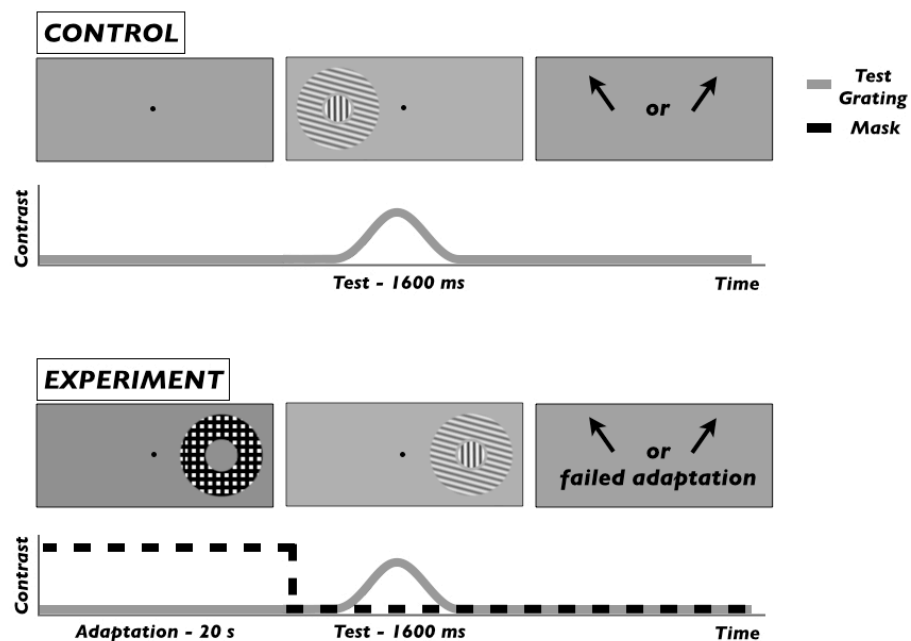 CONTROL
or
Test
Grating
Mask
Contrast
Test - 1600 ms
Time
EXPERIMENT
or
failed adaptation
Contrast
Adaptation - 20 s
Test - 1600 ms
Time